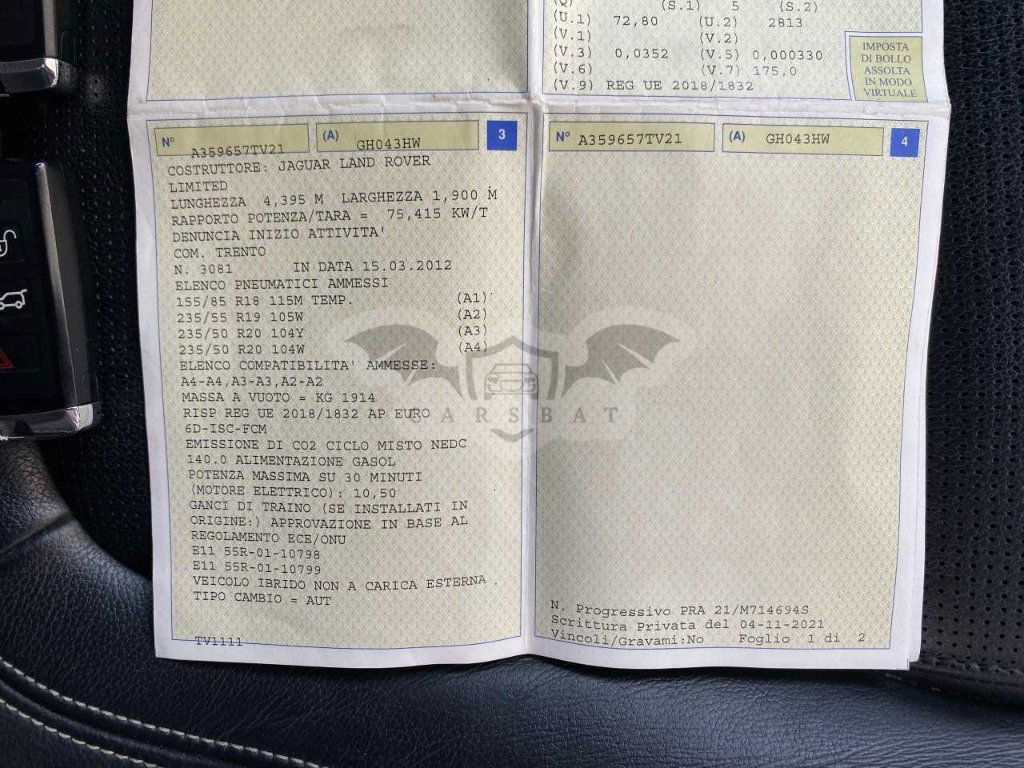 (Q) (S.1) 5 (S.2)
(U.1) 72,80 (U.2) 2813
(V.1) (V.2)
(V.3) 0,0352 (V.5) 0,000330
(V.6) (V.7) 175,0
(V.9) REG UE 2018/1832
IMPOSTA
DI BOLLO
ASSOLTA
IN MODO
VIRTUALE
N° A359657TV21 (A) GH043HW 3
COSTRUTTORE: JAGUAR LAND ROVER
LIMITED
LUNGHEZZA 4,395 M LARGHEZZA 1,900 M
RAPPORTO POTENZA/TARA = 75,415 KW/T
DENUNCIA INIZIO ATTIVITA'
COM. TRENTO
N. 3081 IN DATA 15.03.2012
ELENCO PNEUMATICI AMMESSI
155/85 R18 115M TEMP. (A1)
235/55 R19 105W (A2)
235/50 R20 104Y (A3)
235/50 R20 104W (A4)
ELENCO COMPATIBILITA' AMMESSE:
A4-A4,A3-A3,A2-A2
MASSA A VUOTO = KG 1914
RISP REG UE 2018/1832 AP EURO
6D-ISC-FCM
EMISSIONE DI CO2 CICLO MISTO NEDC
140.0 ALIMENTAZIONE GASOL
POTENZA MASSIMA SU 30 MINUTI
(MOTORE ELETTRICO): 10,50
GANCI DI TRAINO (SE INSTALLATI IN
ORIGINE:) APPROVAZIONE IN BASE AL
REGOLAMENTO ECE/ONU
E11 55R-01-10798
E11 55R-01-10799
VEICOLO IBRIDO NON A CARICA ESTERNA .
TIPO CAMBIO = AUT
TV1111
N° A359657TV21 (A) GH043HW 4
N. Progressivo PRA 21/M714694S
Scrittura Privata del 04-11-2021
Vincoli/Gravami:No Foglio 1 di 2
CARSBAT